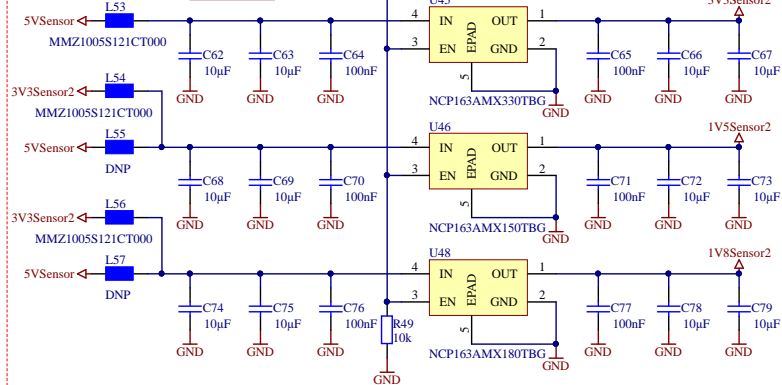 L53
5VSensor
MMZ1005S121CT000
C62
10µF
GND
C63
10µF
GND
C64
100nF
GND
4
3
IN
EN
OUT
GND
EPAD
5
1
2
NCP163AMX330TBG
GND
C65
100nF
GND
C66
10µF
GND
C67
10µF
GND
L54
3V3Sensor2
MMZ1005S121CT000
L55
5VSensor
DNP
C68
10µF
GND
C69
10µF
GND
C70
100nF
GND
U46
4
3
IN
EN
OUT
GND
EPAD
5
1
2
NCP163AMX150TBG
GND
1V5Sensor2
C71
100nF
GND
C72
10µF
GND
C73
10µF
GND
L56
3V3Sensor2
MMZ1005S121CT000
L57
5VSensor
DNP
C74
10µF
GND
C75
10µF
GND
C76
100nF
GND
R49
10k
GND
U48
4
3
IN
EN
OUT
GND
EPAD
5
1
2
NCP163AMX180TBG
GND
1V8Sensor2
C77
100nF
GND
C78
10µF
GND
C79
10µF
GND